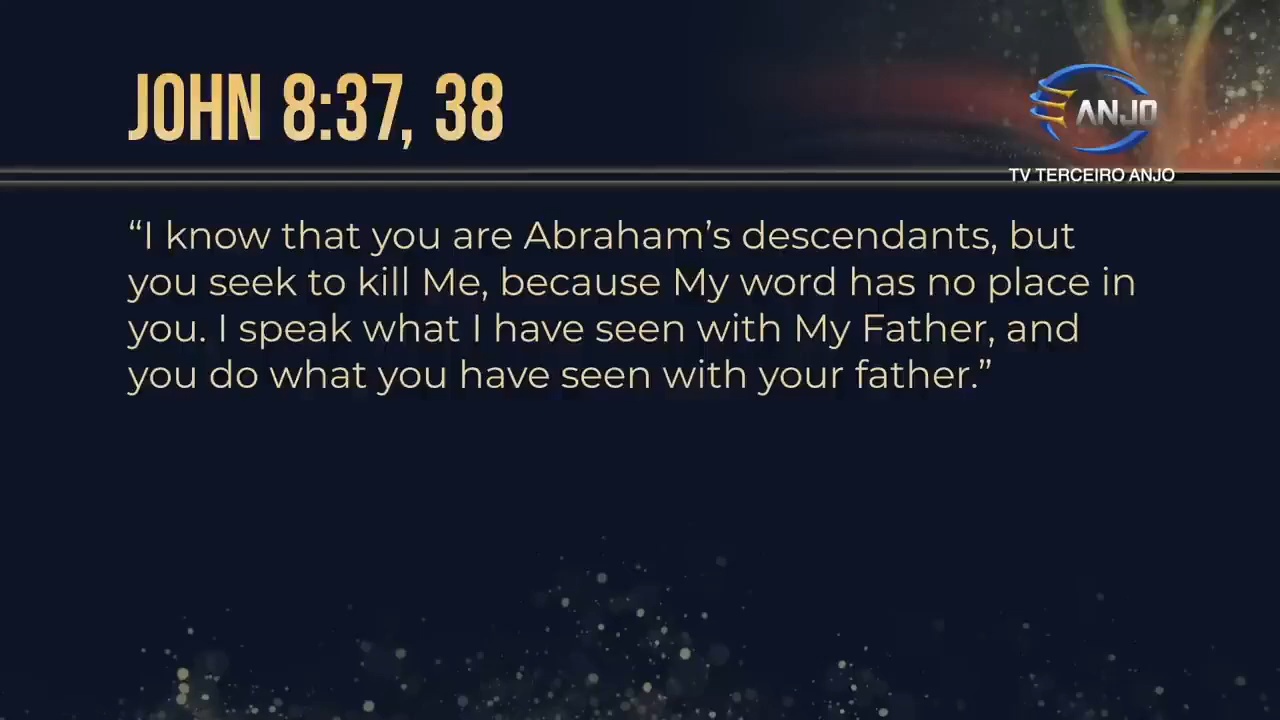 JOHN 8:37, 38
ANJO
TV TERCEIRO ANJO
“I know that you are Abraham’s descendants, but
you seek to kill Me, because My word has no place in
you. I speak what I have seen with My Father, and
you do what you have seen with your father.”